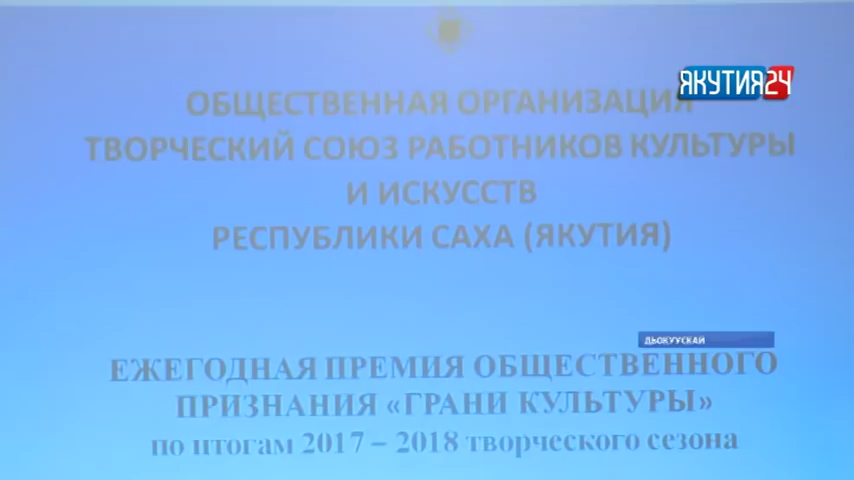 ЯКУТИЯ24
ОБЩЕСТВЕННАЯ ОРГАНИЗАЦИЯ
ТВОРЧЕСКИЙ СОЮЗ РАБОТНИКОВ КУЛЬТУРЫ
И ИСКУССТВ
РЕСПУБЛИКИ САХА (ЯКУТИЯ)
ДЬОКУУСКАЙ
ЕЖЕГОДНАЯ ПРЕМИЯ ОБЩЕСТВЕННОГО
ПРИЗНАНИЯ «ГРАНИ КУЛЬТУРЫ»
по итогам 2017 – 2018 творческого сезона